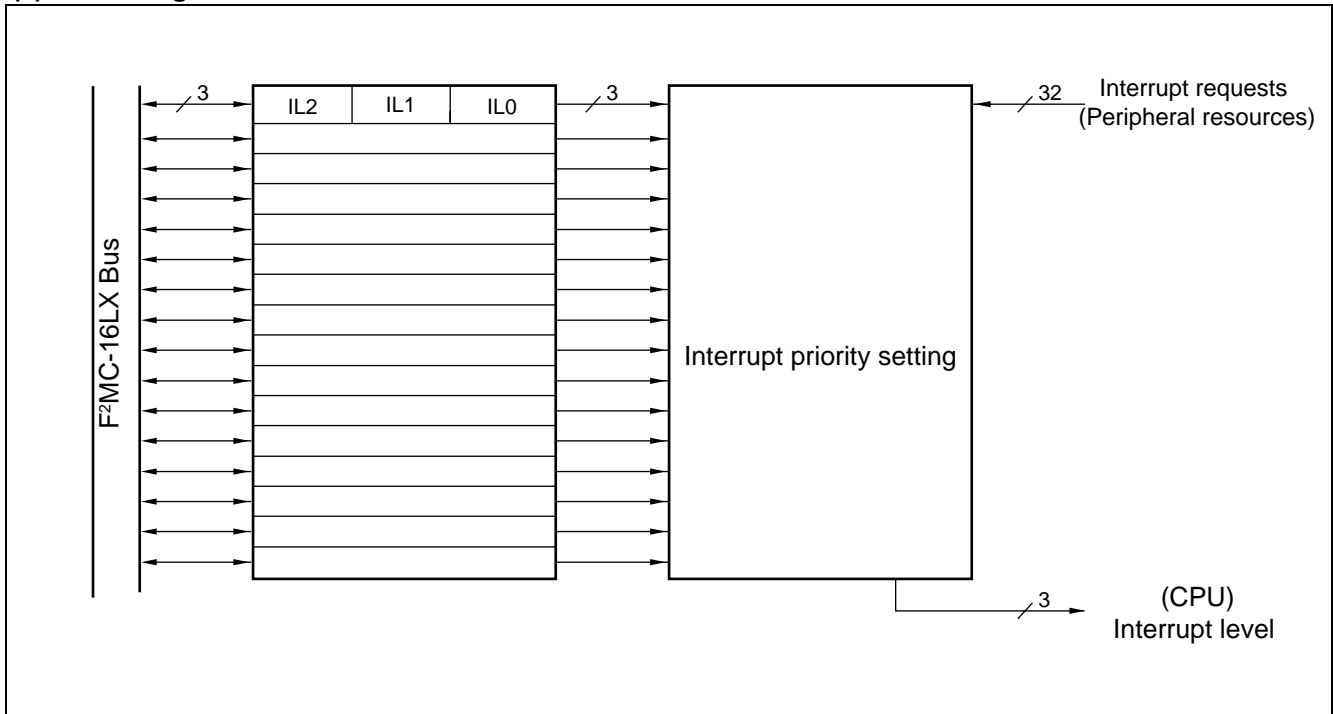 3
IL2 IL1 IL0
3
32
Interrupt requests
(Peripheral resources)
F²MC-16LX Bus
Interrupt priority setting
3
(CPU)
Interrupt level